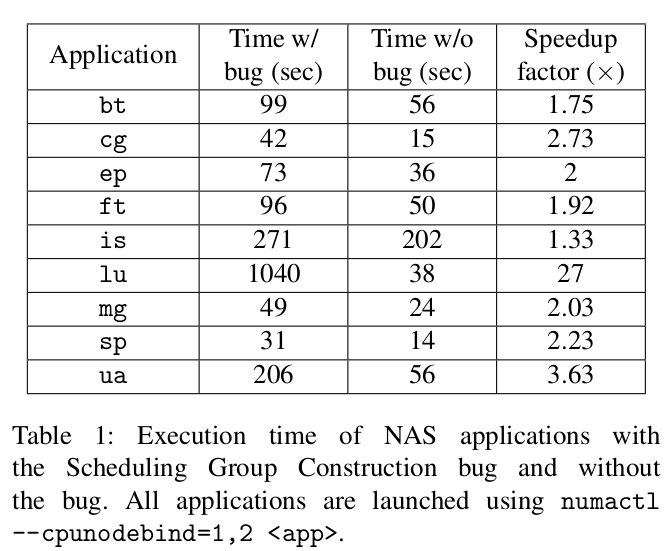 Application Time w/ bug (sec) Time w/o bug (sec) Speedup factor (×)
bt 99 56 1.75
cg 42 15 2.73
ep 73 36 2
ft 96 50 1.92
is 271 202 1.33
lu 1040 38 27
mg 49 24 2.03
sp 31 14 2.23
ua 206 56 3.63
Table 1: Execution time of NAS applications with
the Scheduling Group Construction bug and without
the bug. All applications are launched using numactl
--cpunodebind=1,2 <app>.